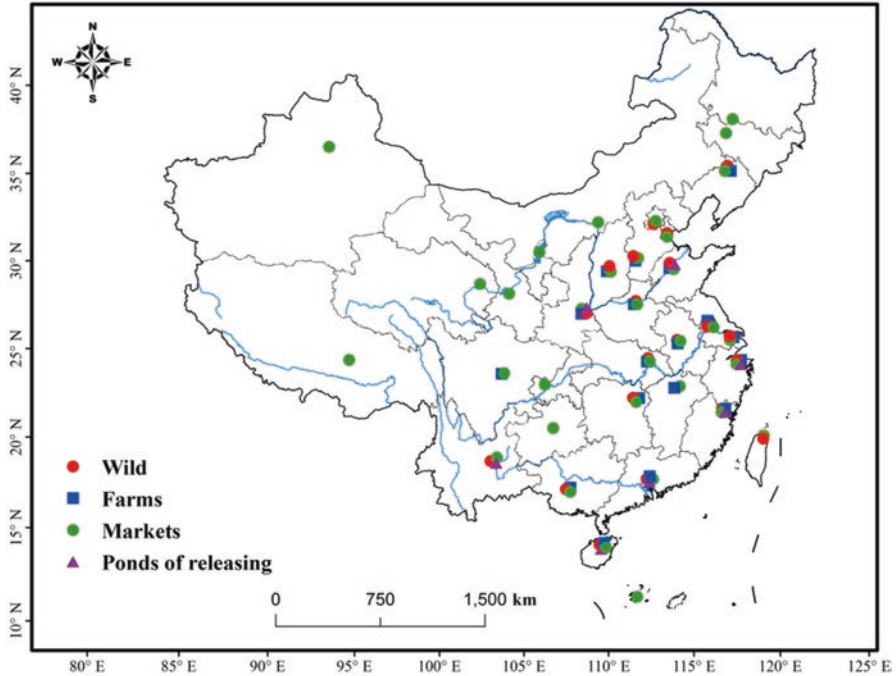 N
W E
S
40° N
35° N
30° N
25° N
20° N
15° N
10° N
Wild
Farms
Markets
Ponds of releasing
0 750 1,500 km
80° E 85° E 90° E 95° E 100° E 105° E 110° E 115° E 120° E 125° E